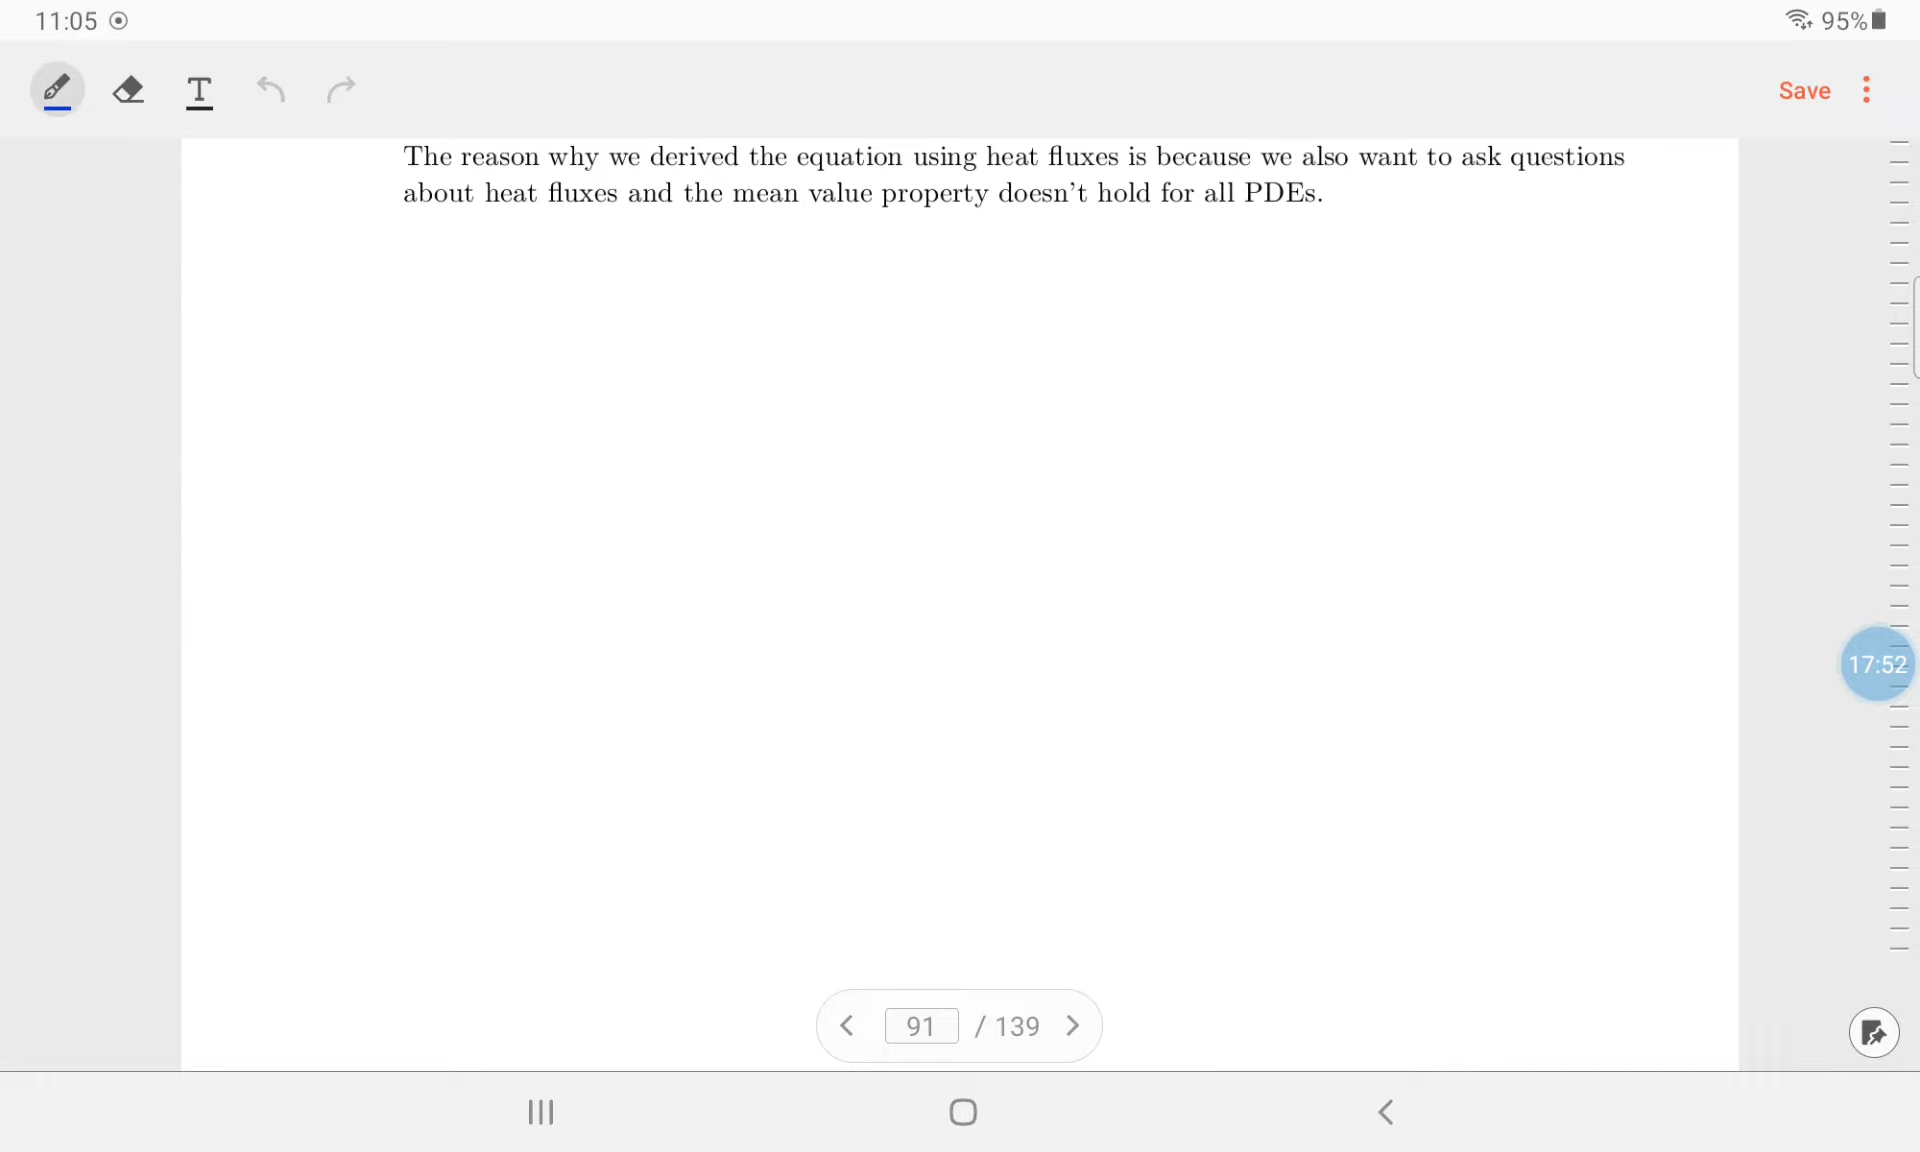 11:05 95%
T Save
The reason why we derived the equation using heat fluxes is because we also want to ask questions
about heat fluxes and the mean value property doesn't hold for all PDEs.
17:52
91 / 139